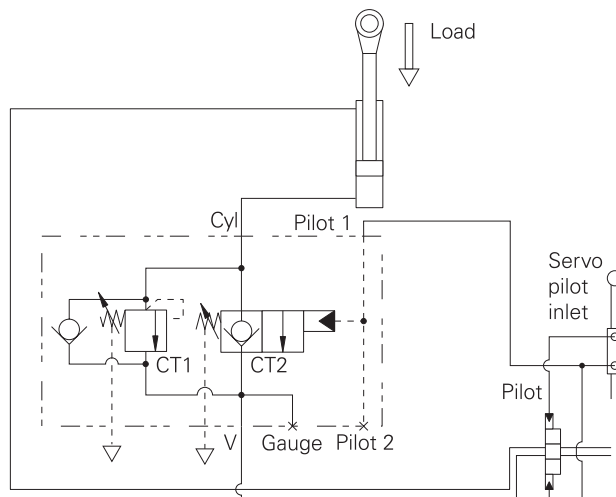 Load
Cyl
Pilot 1
Servo
pilot
inlet
CT1
CT2
Pilot
V
Gauge
Pilot 2